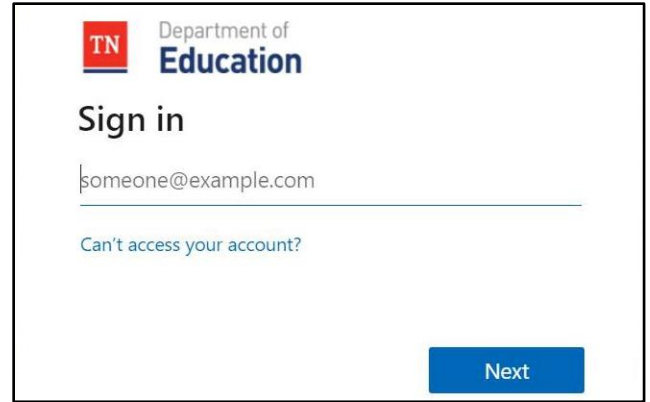 TN
Department of
Education
Sign in
someone@example.com
Can't access your account?
Next